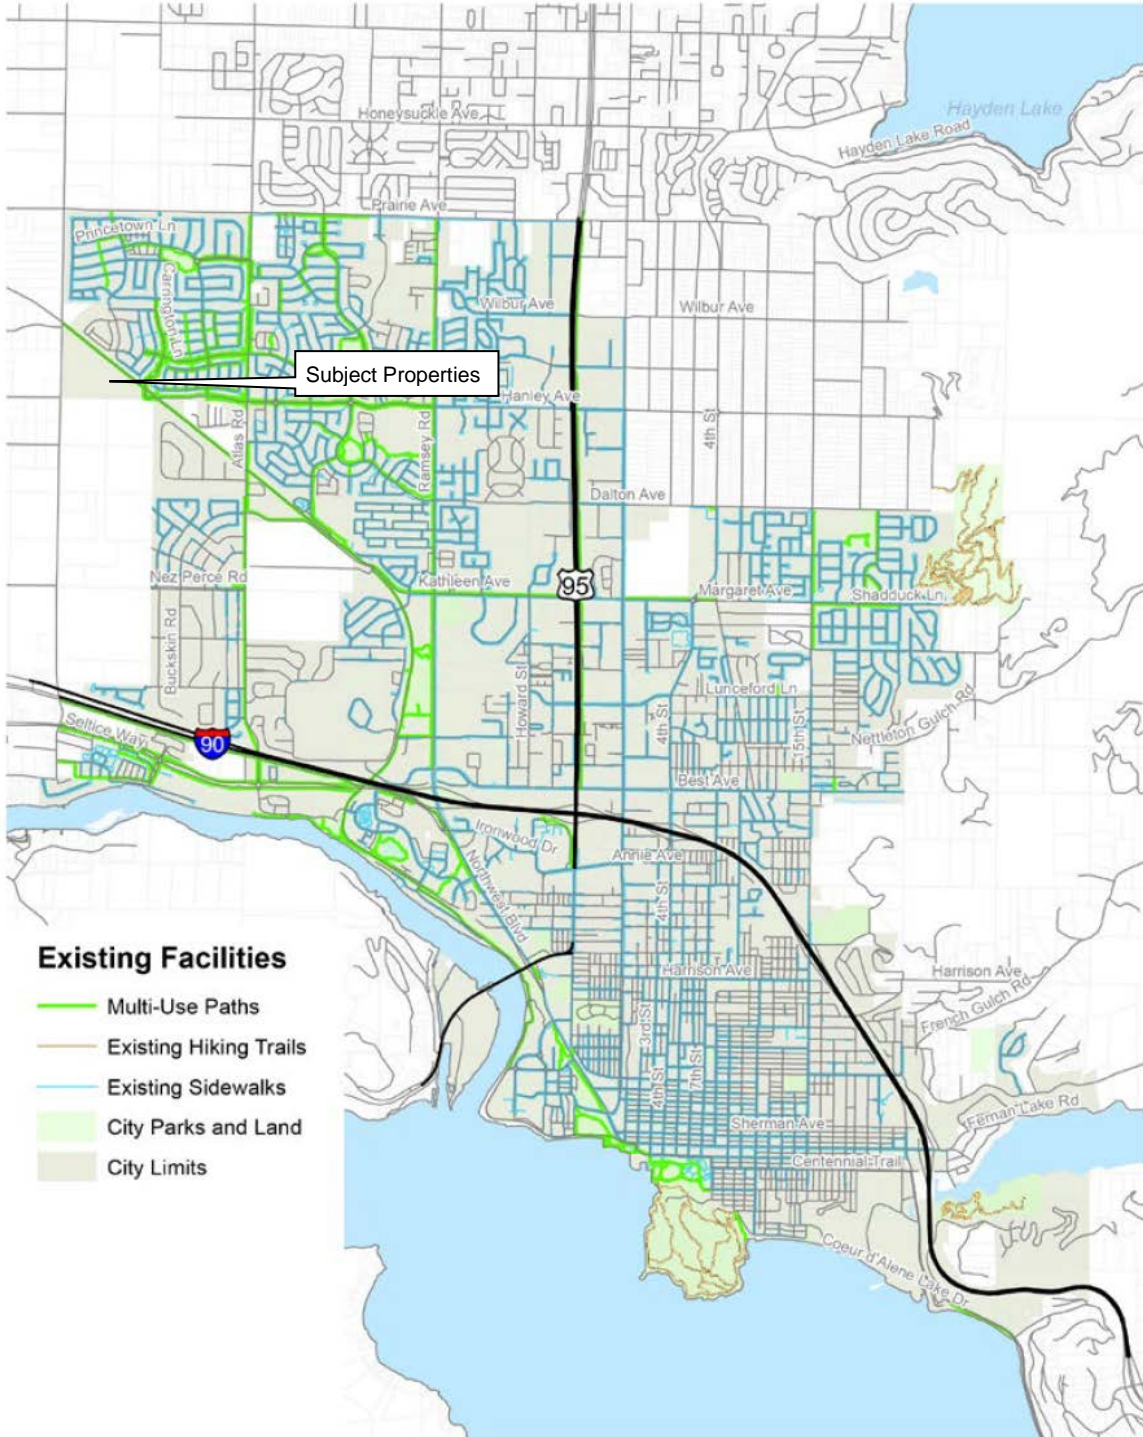 Hayden Lake
Honeysuckle Ave
Hayden Lake Road
Prairie Ave
Princetown Ln
Carrington Ln
Wilbur Ave
Wilbur Ave
Subject Properties
Hanley Ave
4th St
Atlas Rd
Ramsey Rd
Dalton Ave
Nez Perce Rd
Kathleen Ave
95
Margaret Ave
Shadduck Ln
Buckskin Rd
Howard St
Lunceford Ln
4th St
15th St
Nettleton Gulch Rd
Seltice Way
90
Best Ave
Ironwood Dr
Annie Ave
Northwest Blvd
4th St
Existing Facilities
Harrison Ave
Harrison Ave
French Gulch Rd
Multi-Use Paths
3rd St
Existing Hiking Trails
7th St
4th St
Existing Sidewalks
Fernan Lake Rd
City Parks and Land
Sherman Ave
City Limits
Centennial Trail
Coeur d'Alene Lake Dr